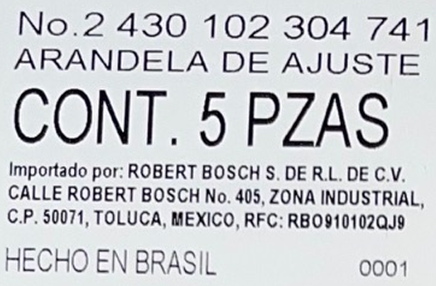 No.2 430 102 304 741
ARANDELA DE AJUSTE
CONT. 5 PZAS
Importado por: ROBERT BOSCH S. DE R.L. DE C.V.
CALLE ROBERT BOSCH No. 405, ZONA INDUSTRIAL,
C.P. 50071, TOLUCA, MEXICO, RFC: RBO910102QJ9
HECHO EN BRASIL 0001